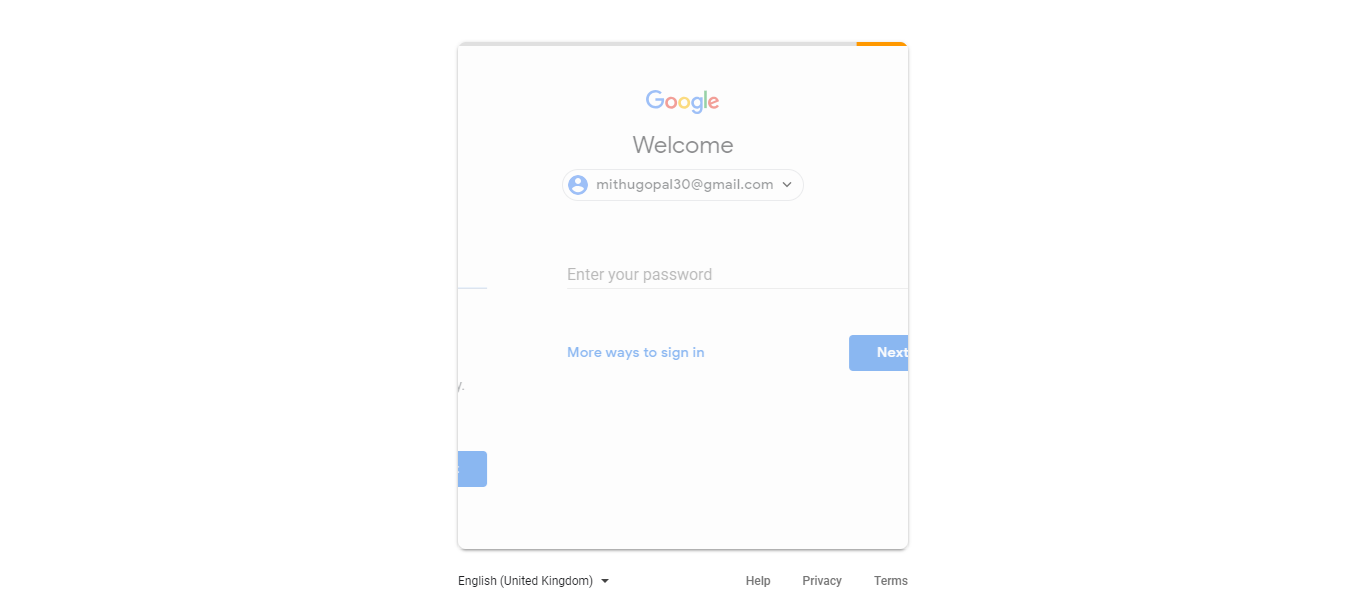 Google
Welcome
mithugopal30@gmail.com
Enter your password
More ways to sign in
Next
y.
English (United Kingdom)
Help
Privacy
Terms